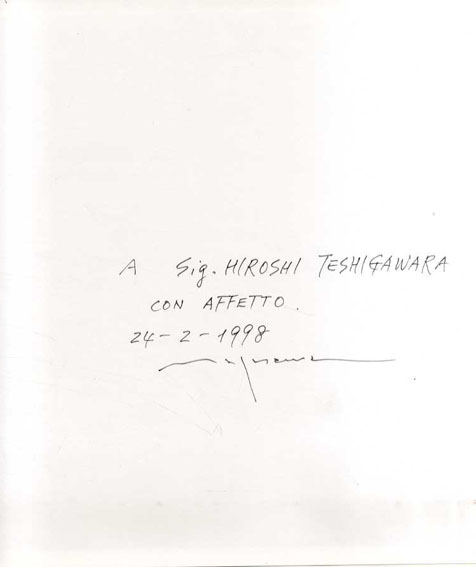 A Sig. HIROSHI TESHIGAWARA
CON AFFETTO.
24-2-1998